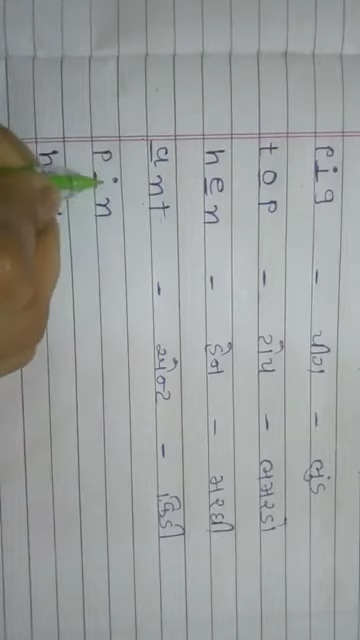 pig - પીગ - ભુંડ
top - ટોપ - ભમરડો
hen - હેન - મરઘી
ant - એન્ટ - કિડી
pin
h